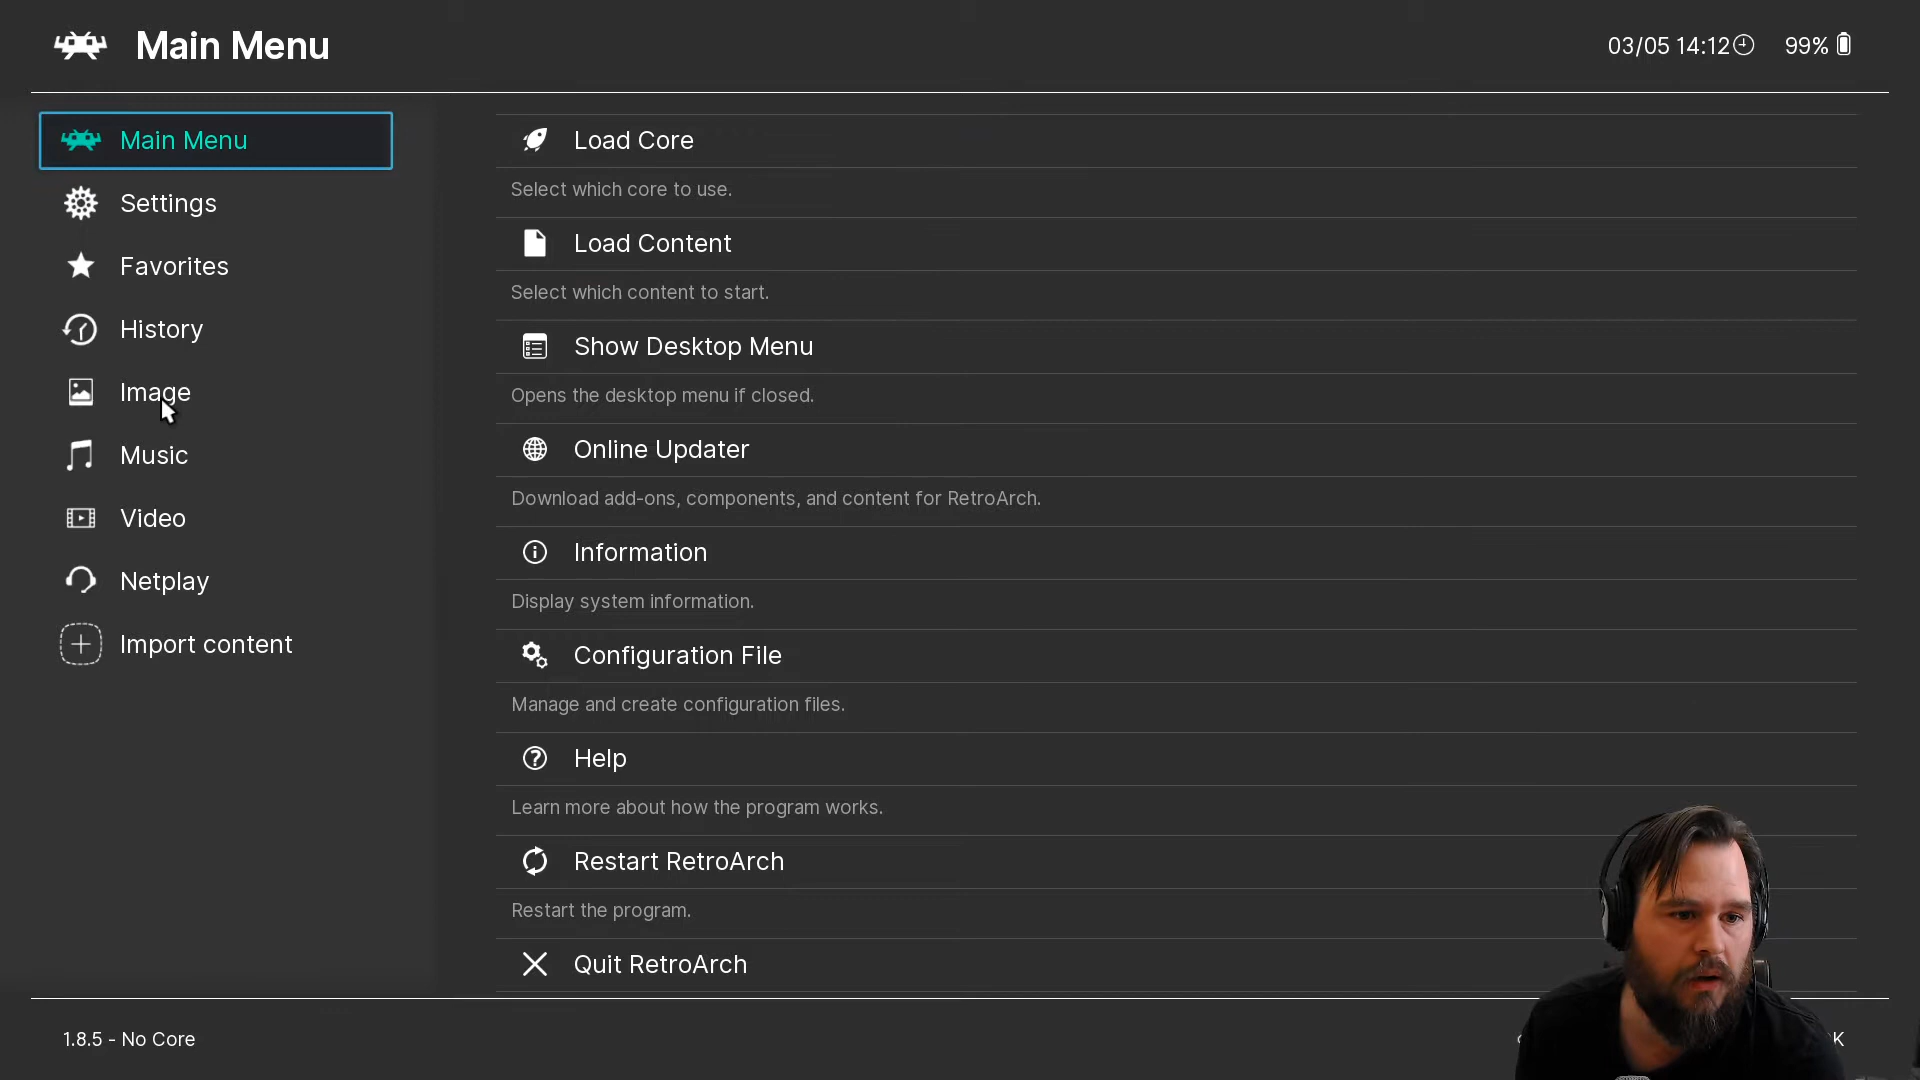 Main Menu
03/05 14:12
99%
Main Menu
Settings
Favorites
History
Image
Music
Video
Netplay
Import content
Load Core
Select which core to use.
Load Content
Select which content to start.
Show Desktop Menu
Opens the desktop menu if closed.
Online Updater
Download add-ons, components, and content for RetroArch.
Information
Display system information.
Configuration File
Manage and create configuration files.
Help
Learn more about how the program works.
Restart RetroArch
Restart the program.
Quit RetroArch
1.8.5 - No Core